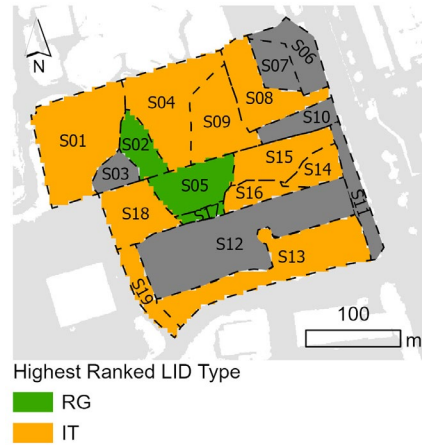 N
S06
S07
S08
S04
S01
S09
S10
S02
S03
S15
S14
S05
S16
S11
S17
S18
S12
S13
S19
100
m
Highest Ranked LID Type
RG
IT